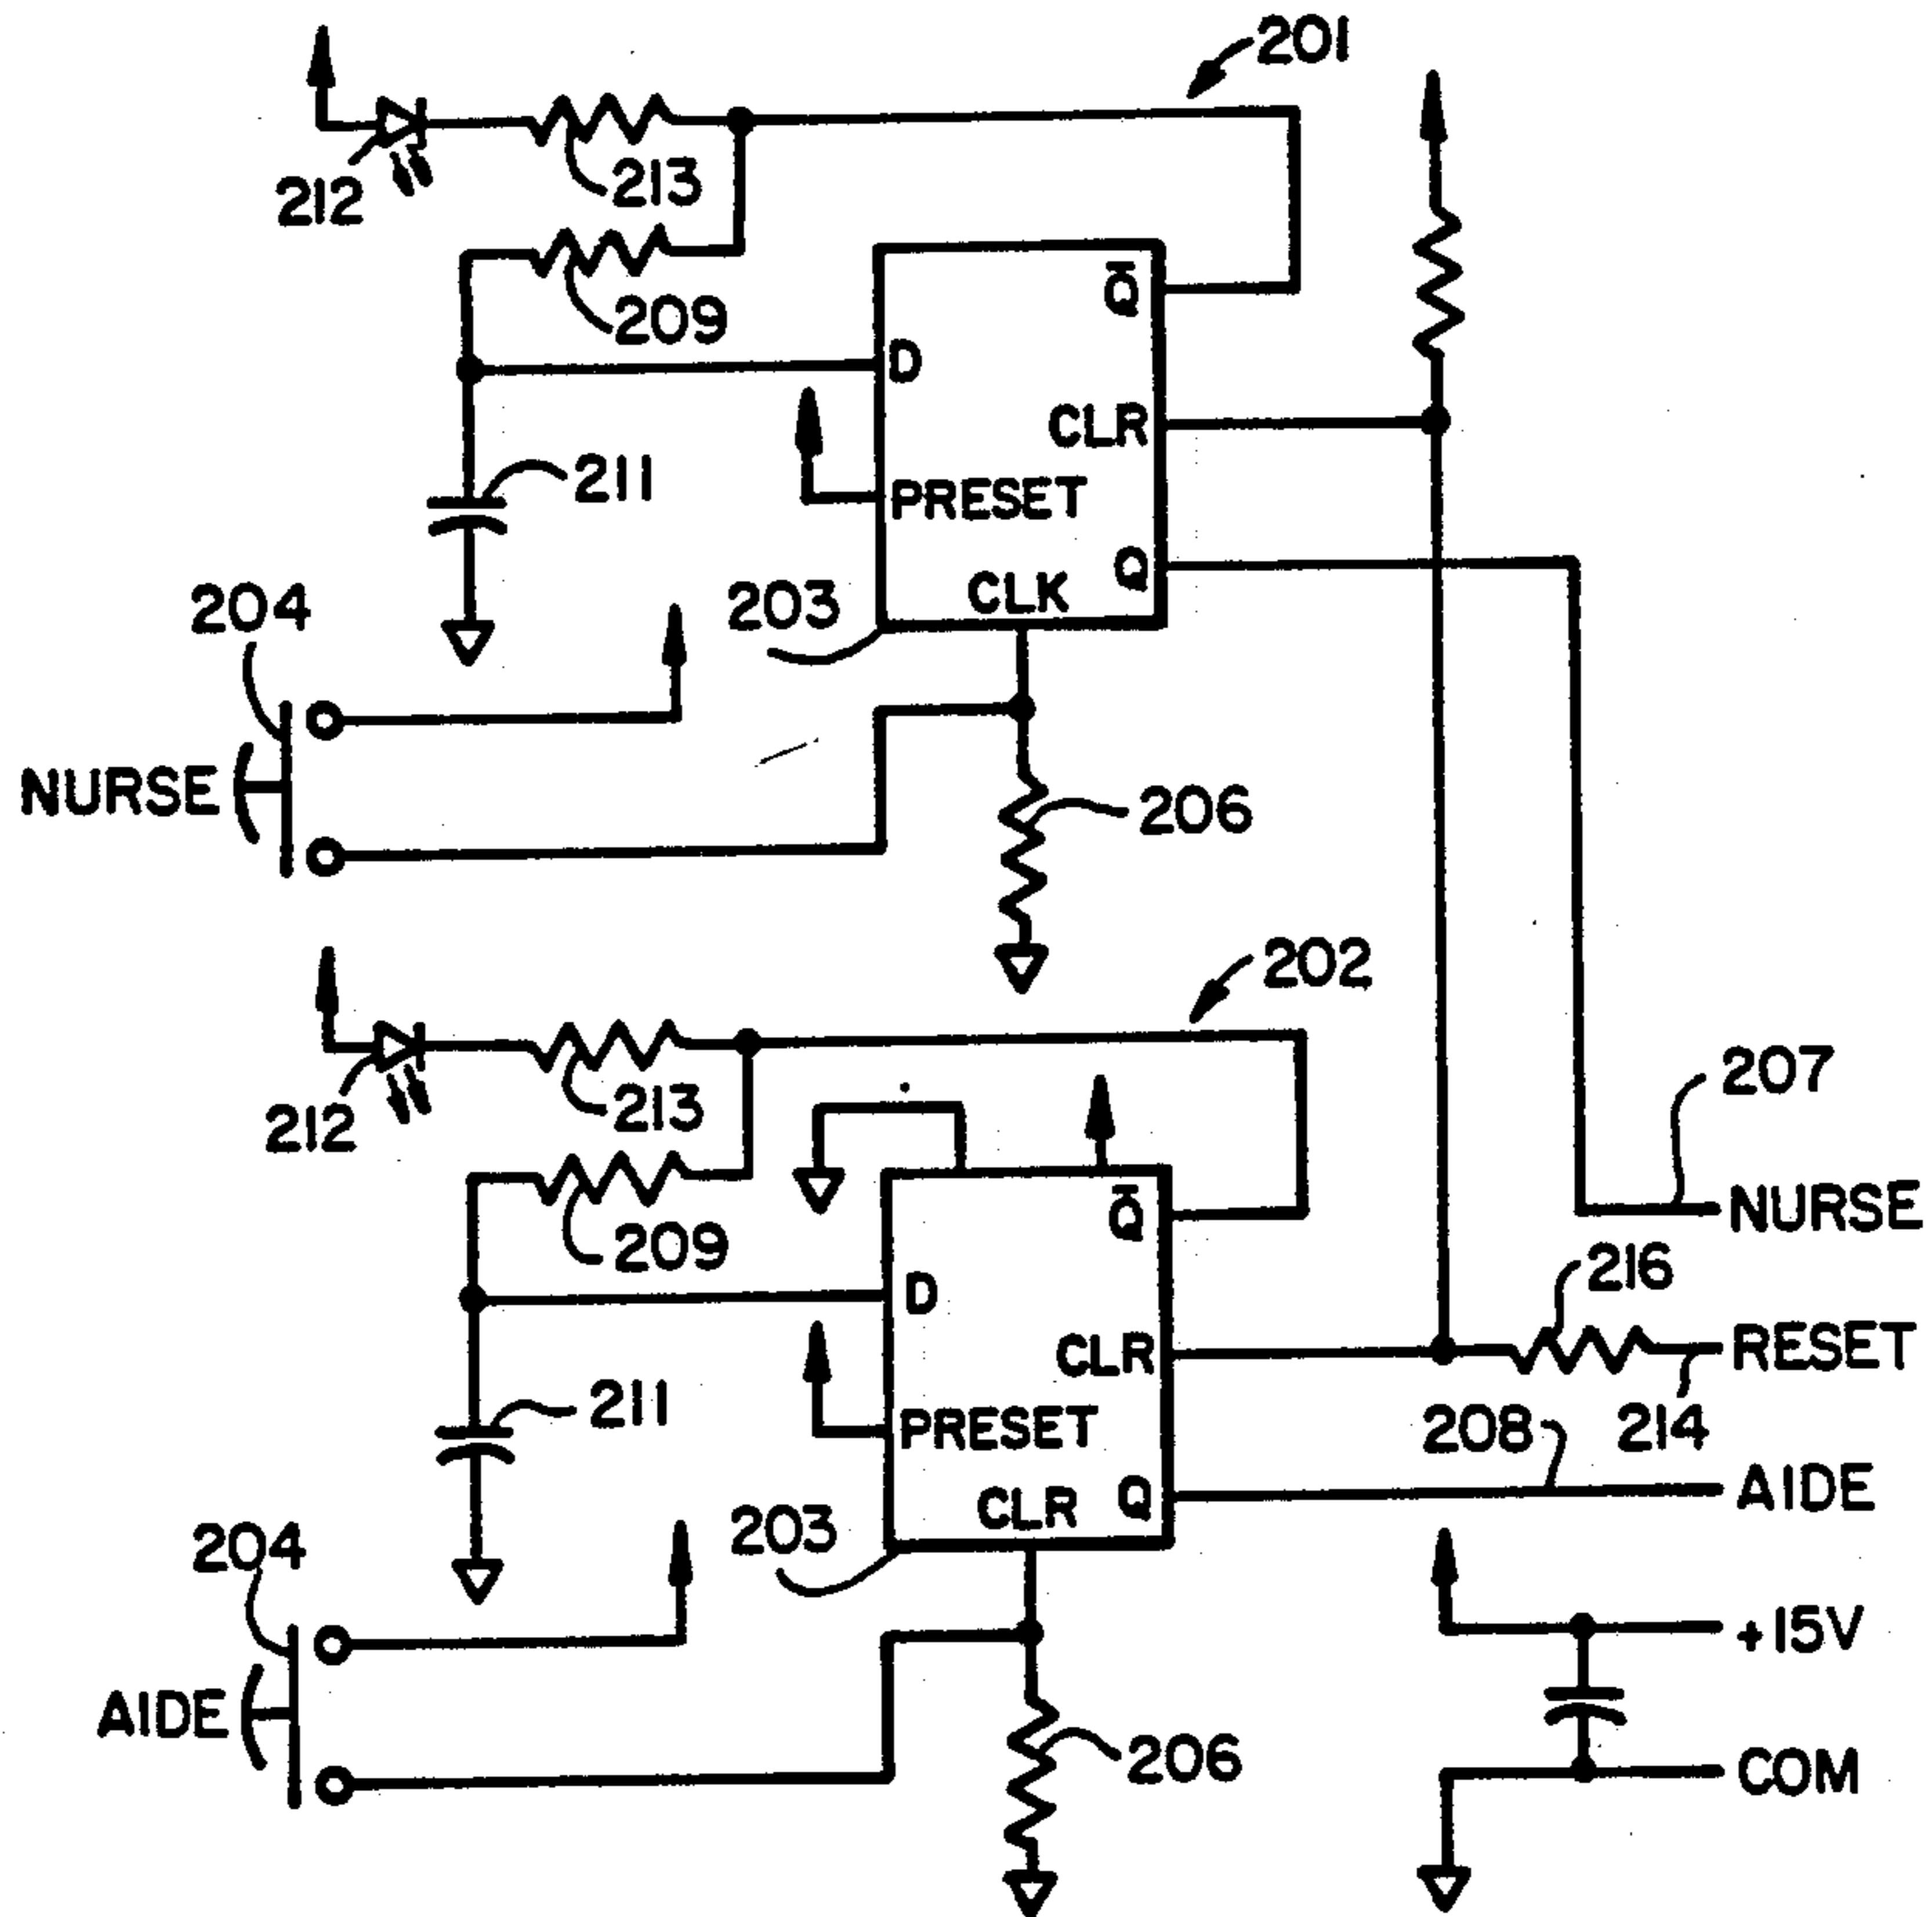 201
212
213
209
Q̄
D
CLR
211
PRESET
Q
204
203
CLK
NURSE
206
202
207
212
213
Q̄
NURSE
209
216
D
CLR
RESET
211
PRESET
208
214
Q
AIDE
204
203
CLR
+15V
AIDE
206
COM